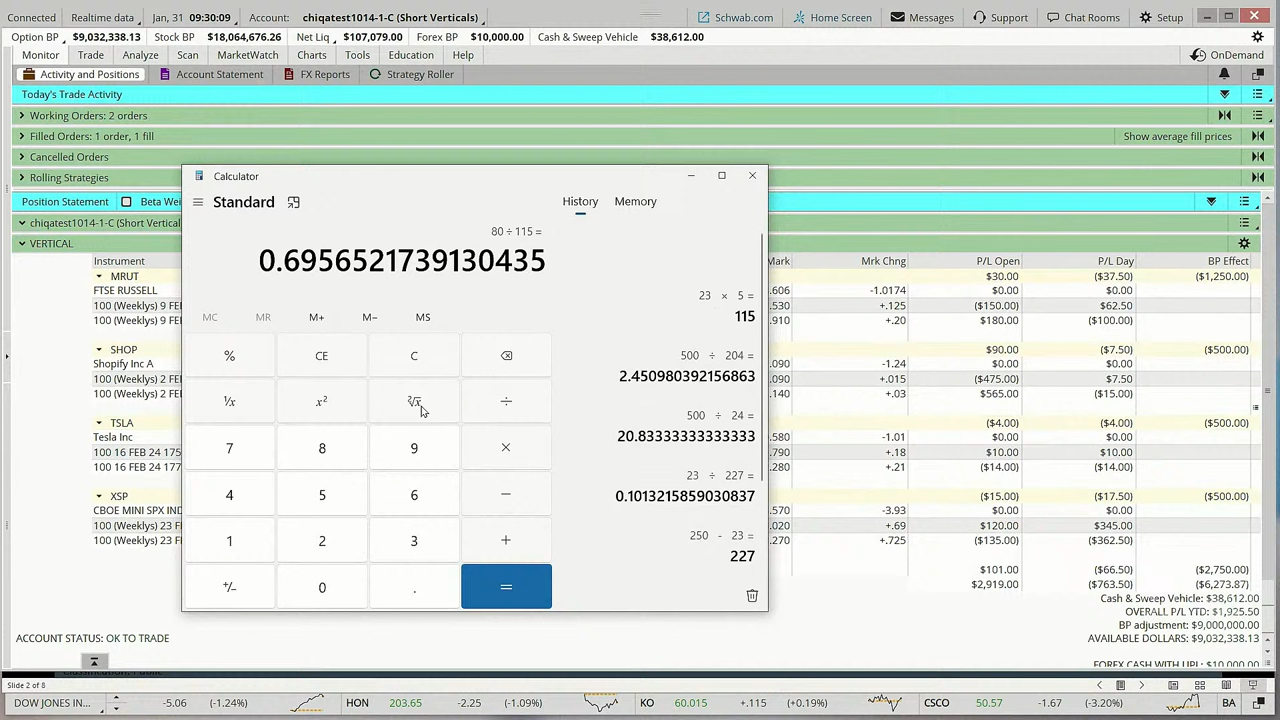 Connected Realtime data Jan, 31 09:30:09 Account: chiqatest1014-1-C (Short Verticals) Schwab.com Home Screen Messages Support Chat Rooms Setup
Option BP $9,032,338.13 Stock BP $18,064,676.26 Net Liq $107,079.00 Forex BP $10,000.00 Cash & Sweep Vehicle $38,612.00
Monitor Trade Analyze Scan MarketWatch Charts Tools Education Help OnDemand
Activity and Positions Account Statement FX Reports Strategy Roller
Today's Trade Activity
Working Orders: 2 orders
Filled Orders: 1 order, 1 fill Show average fill prices
Cancelled Orders
Rolling Strategies
Position Statement Beta Wei
chiqatest1014-1-C (Short Vertical
VERTICAL
Instrument Mark Mrk Chng P/L Open P/L Day BP Effect
MRUT $30.00 ($37.50) ($1,250.00)
FTSE RUSSELL .606 -1.0174 $0.00 $0.00
100 (Weeklys) 9 FEB .530 +.125 ($150.00) $62.50
100 (Weeklys) 9 FEB .910 +.20 $180.00 ($100.00)
SHOP $90.00 ($7.50) ($500.00)
Shopify Inc A .090 -1.24 $0.00 $0.00
100 (Weeklys) 2 FEB .090 +.015 ($475.00) $7.50
100 (Weeklys) 2 FEB .140 +.03 $565.00 ($15.00)
TSLA ($4.00) ($4.00) ($500.00)
Tesla Inc .580 -1.01 $0.00 $0.00
100 16 FEB 24 175 .790 +.18 $10.00 $10.00
100 16 FEB 24 177 .280 +.21 ($14.00) ($14.00)
XSP ($15.00) ($17.50) ($500.00)
CBOE MINI SPX IND .570 -3.93 $0.00 $0.00
100 (Weeklys) 23 F .020 +.69 $120.00 $345.00
100 (Weeklys) 23 F .270 +.725 ($135.00) ($362.50)
$101.00 ($66.50) ($2,750.00)
$2,919.00 ($763.50) ($6,273.87)
Cash & Sweep Vehicle: $38,612.00
OVERALL P/L YTD: $1,925.50
BP adjustment: $9,000,000.00
ACCOUNT STATUS: OK TO TRADE AVAILABLE DOLLARS: $9,032,338.13
FOREX CASH WITH UPL: $10,000.00
Calculator
Standard History Memory
80 ÷ 115 =
0.6956521739130435
MC MR M+ M− MS
% CE C
¹/x x² ²√x ÷
7 8 9 ×
4 5 6 −
1 2 3 +
+/− 0 . =
23 × 5 =
115
500 ÷ 204 =
2.450980392156863
500 ÷ 24 =
20.83333333333333
23 ÷ 227 =
0.1013215859030837
250 - 23 =
227
Slide 2 of 8
DOW JONES IN... -5.06 (-1.24%) HON 203.65 -2.25 (-1.09%) KO 60.015 +.115 (+0.19%) CSCO 50.57 -1.67 (-3.20%) BA